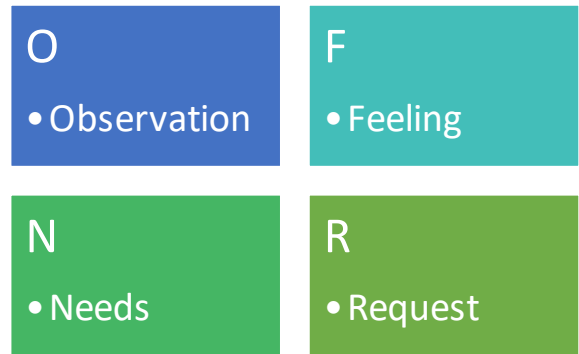 O
• Observation
F
• Feeling
N
• Needs
R
• Request